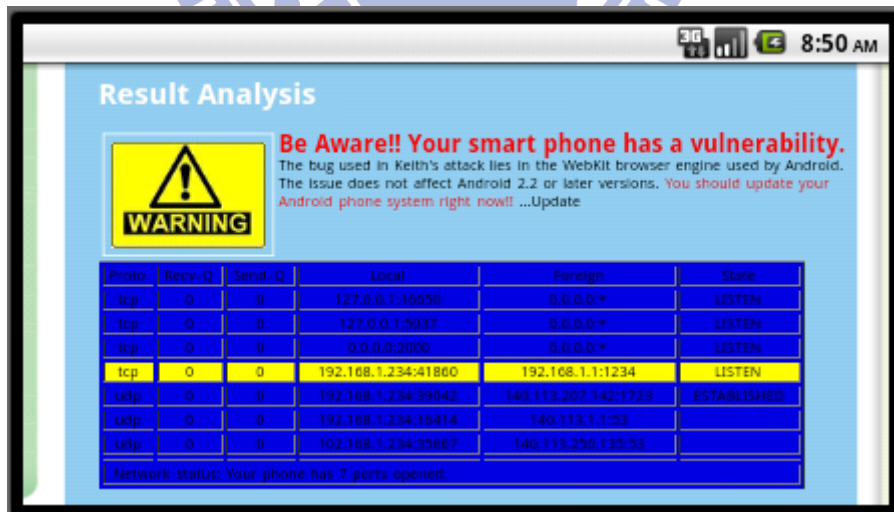 8:50 AM
Result Analysis
WARNING
Be Aware!! Your smart phone has a vulnerability.
The bug used in Keith's attack lies in the WebKit browser engine used by Android.
The issue does not affect Android 2.2 or later versions. You should update your
Android phone system right now!! ...Update
Proto Recv-Q Send-Q Local Foreign State
tcp 0 0 127.0.0.1:16650 0.0.0.0:* LISTEN
tcp 0 0 127.0.0.1:5037 0.0.0.0:* LISTEN
tcp 0 0 0.0.0.0:2000 0.0.0.0:* LISTEN
tcp 0 0 192.168.1.234:41860 192.168.1.1:1234 LISTEN
udp 0 0 192.168.1.234:39042 140.113.207.142:1723 ESTABLISHED
udp 0 0 192.168.1.234:16414 140.113.1.1:53
udp 0 0 102.168.1.234:35667 140.113.250.135:53
Network status: Your phone has 7 ports opened.